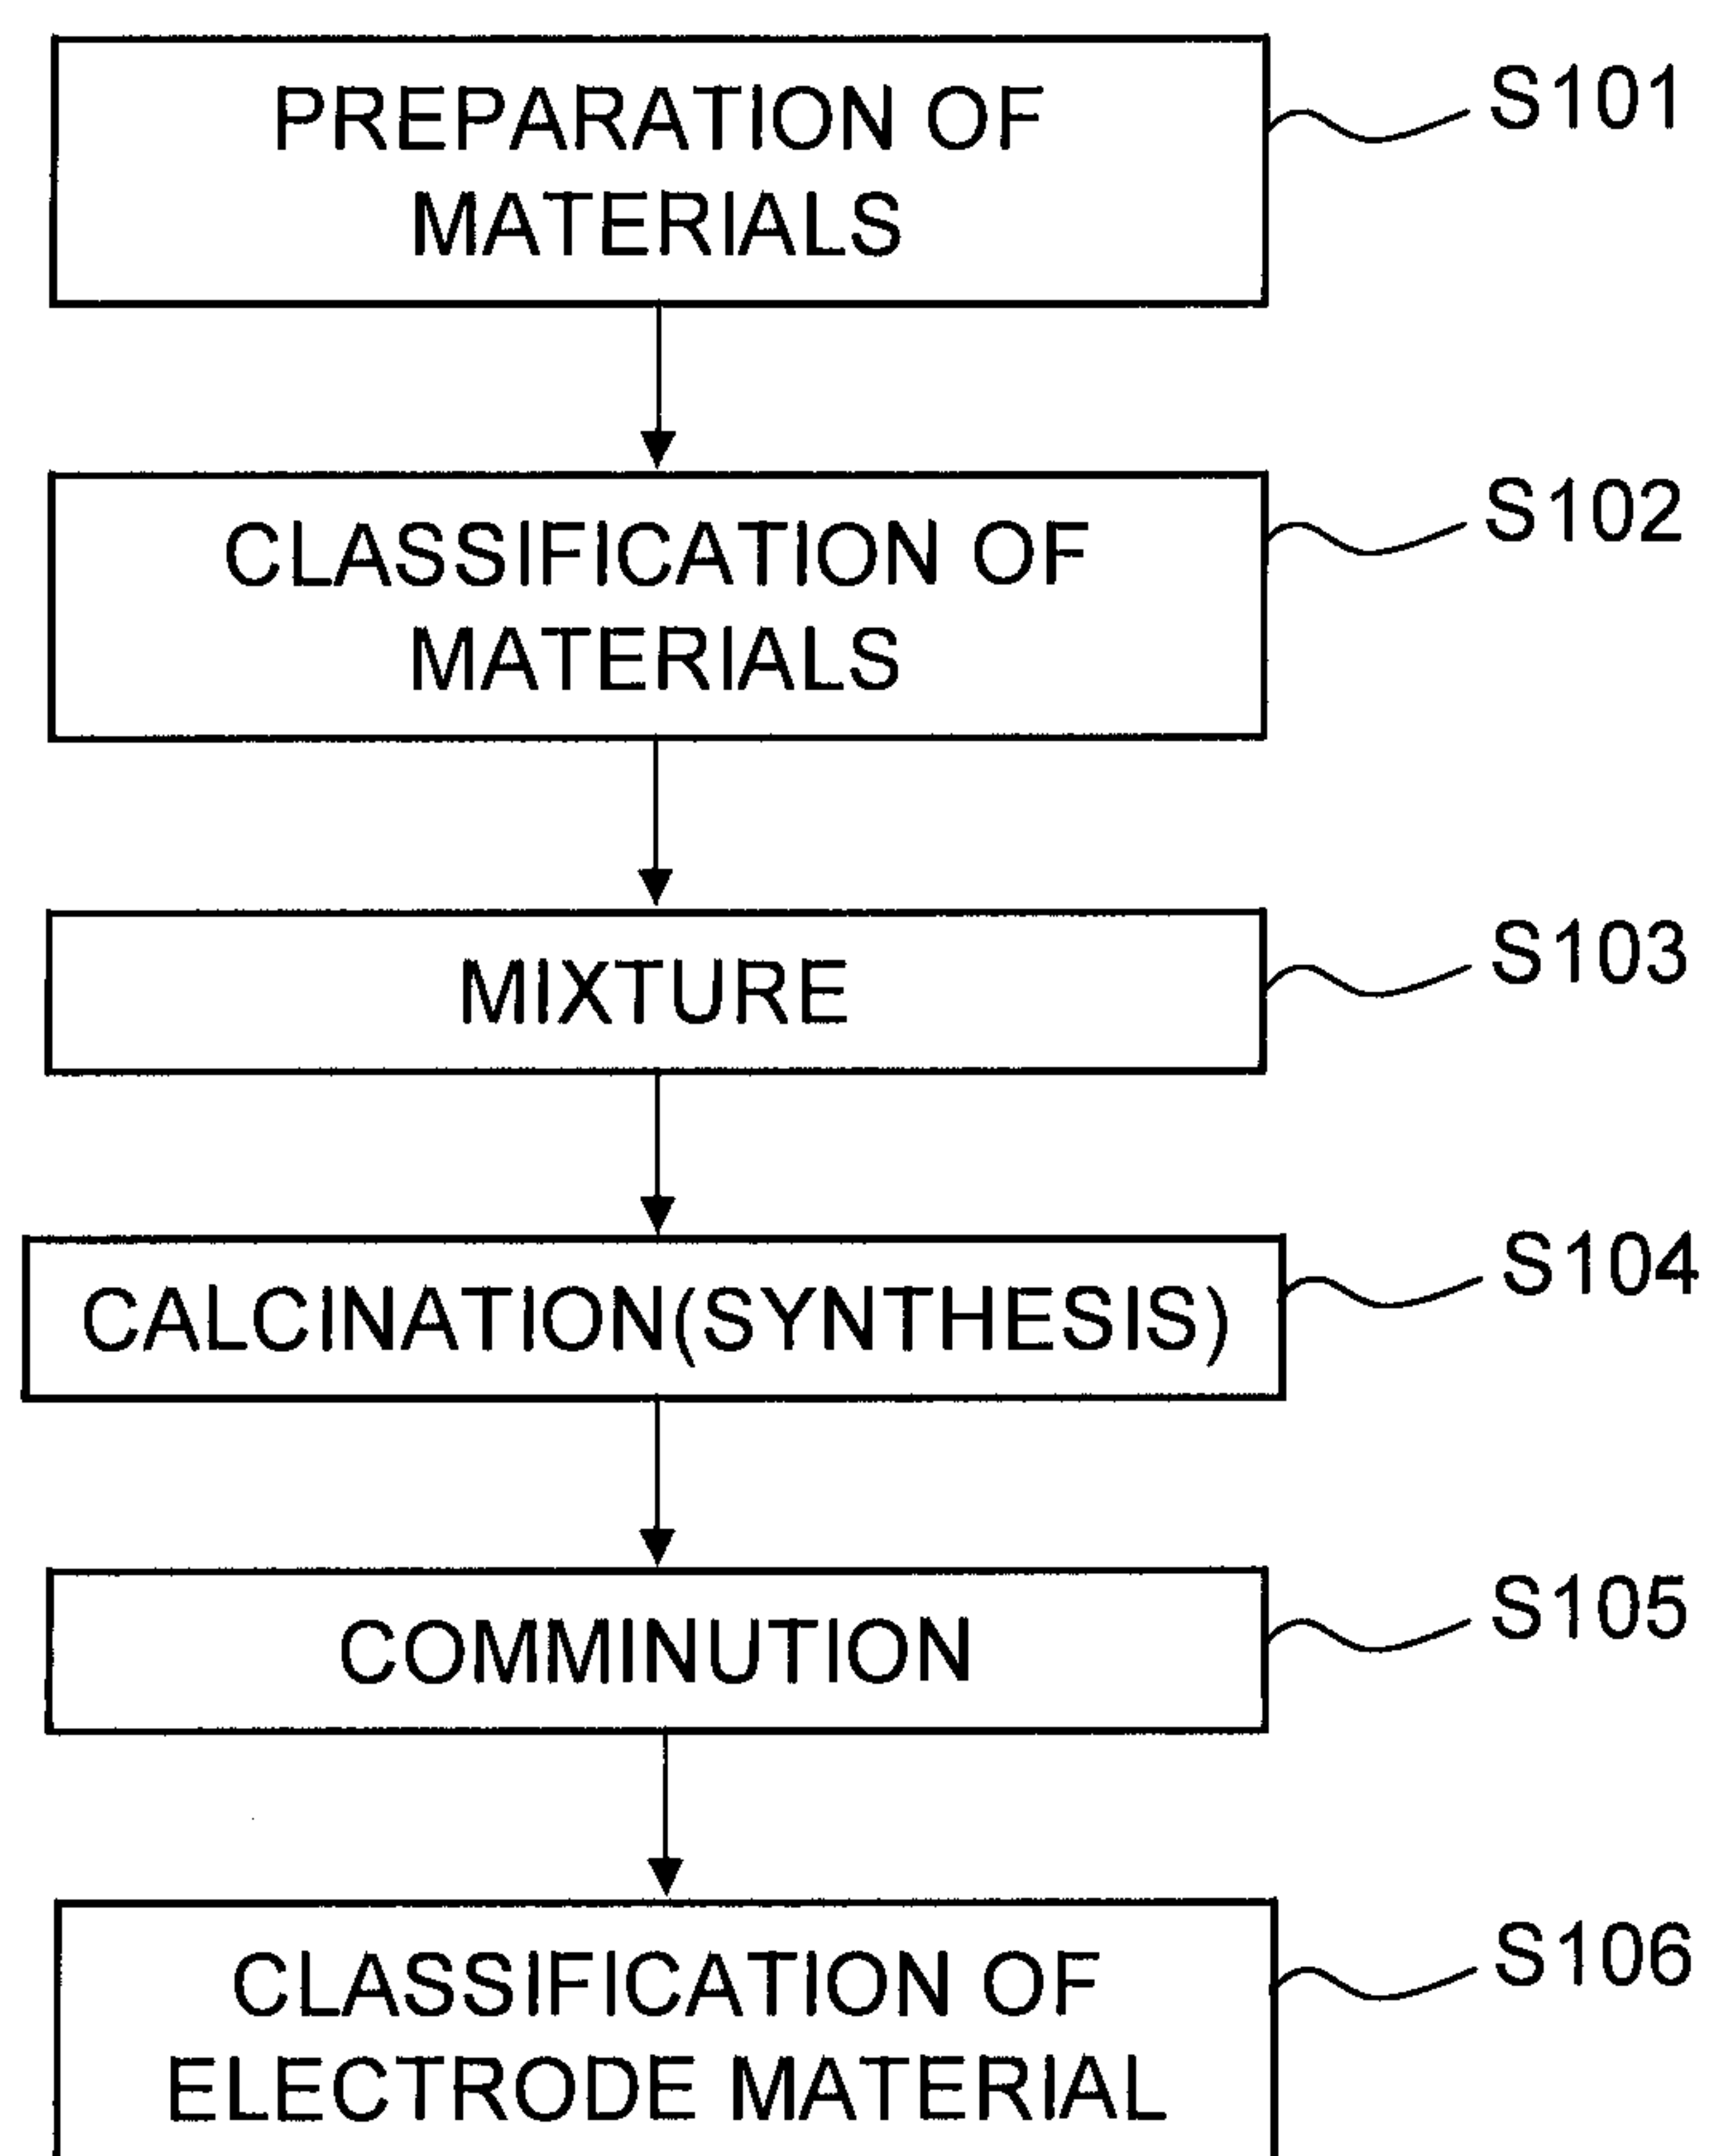 PREPARATION OF
MATERIALS
S101
CLASSIFICATION OF
MATERIALS
S102
MIXTURE
S103
CALCINATION(SYNTHESIS)
S104
COMMINUTION
S105
CLASSIFICATION OF
ELECTRODE MATERIAL
S106